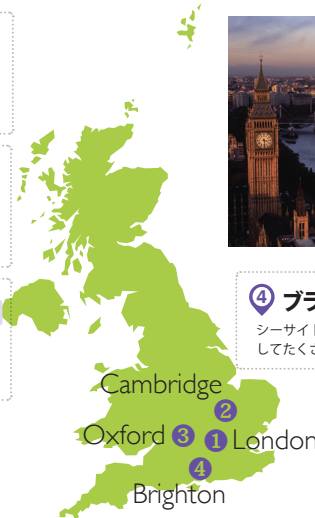 ④ ブラ
シーサイド
してたくさ
Cambridge
②
Oxford ③ ① London
④
Brighton